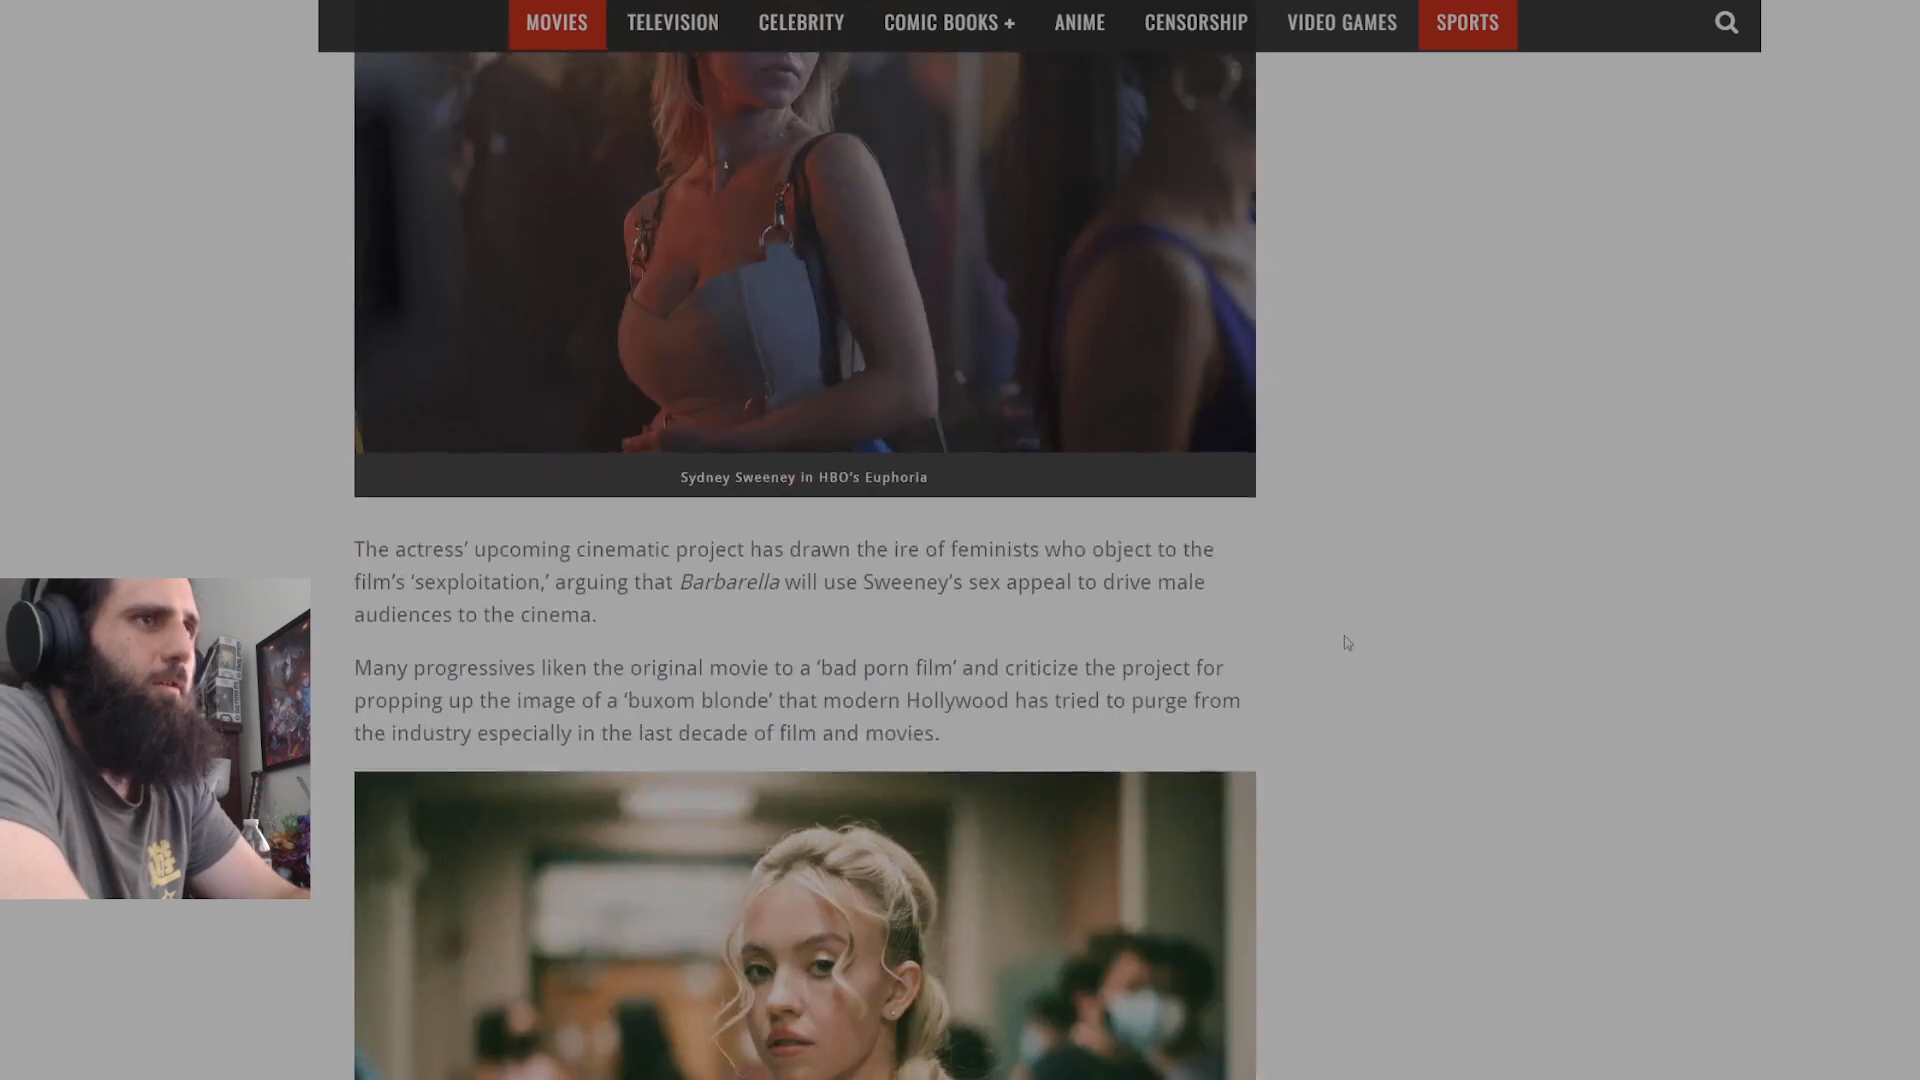 MOVIES TELEVISION CELEBRITY COMIC BOOKS + ANIME CENSORSHIP VIDEO GAMES SPORTS
Sydney Sweeney in HBO's Euphoria
The actress' upcoming cinematic project has drawn the ire of feminists who object to the
film's 'sexploitation,' arguing that Barbarella will use Sweeney's sex appeal to drive male
audiences to the cinema.
Many progressives liken the original movie to a 'bad porn film' and criticize the project for
propping up the image of a 'buxom blonde' that modern Hollywood has tried to purge from
the industry especially in the last decade of film and movies.